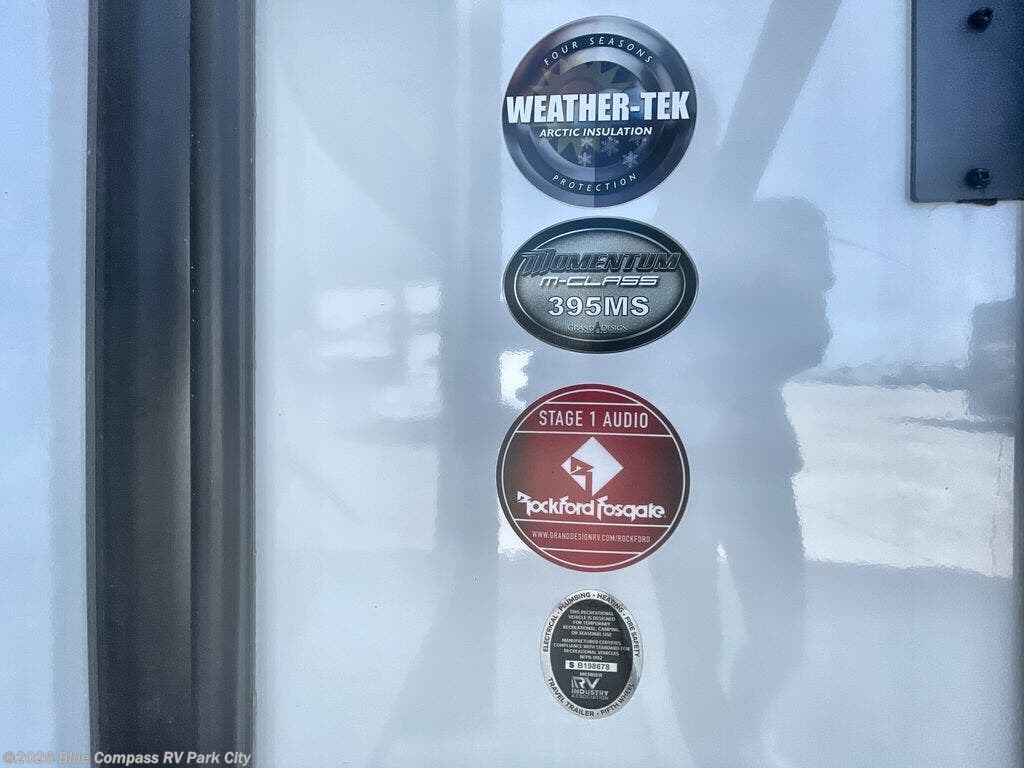 FOUR SEASONS
WEATHER-TEK
ARCTIC INSULATION
PROTECTION
MOMENTUM
M-CLASS
395MS
GRAND DESIGN
STAGE 1 AUDIO
Rockford Fosgate
WWW.GRANDDESIGNRV.COM/ROCKFORD
ELECTRICAL • PLUMBING • HEATING • FIRE SAFETY
THIS RECREATIONAL
VEHICLE IS DESIGNED
FOR TEMPORARY
RECREATIONAL, CAMPING,
OR SEASONAL USE
MANUFACTURER CERTIFIES
COMPLIANCE WITH STANDARD FOR
RECREATIONAL VEHICLES
NFPA 1192
S B198678
MEMBER
RV
INDUSTRY
ASSOCIATION
TRAVEL TRAILER • FIFTH WHEEL
©2026 Blue Compass RV Park City